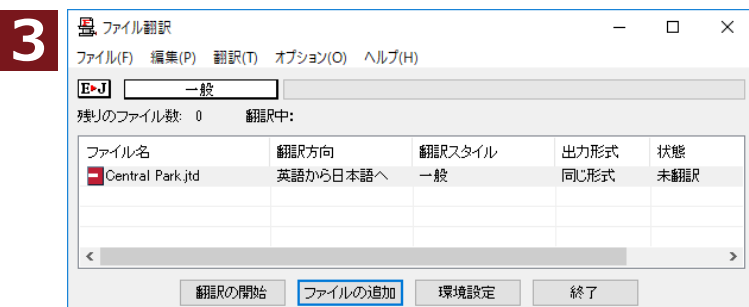 3
ファイル翻訳
ファイル(F) 編集(P) 翻訳(T) オプション(O) ヘルプ(H)
E▸J 一般
残りのファイル数: 0 翻訳中:
ファイル名 翻訳方向 翻訳スタイル 出力形式 状態
Central Park.jtd 英語から日本語へ 一般 同じ形式 未翻訳
翻訳の開始 ファイルの追加 環境設定 終了